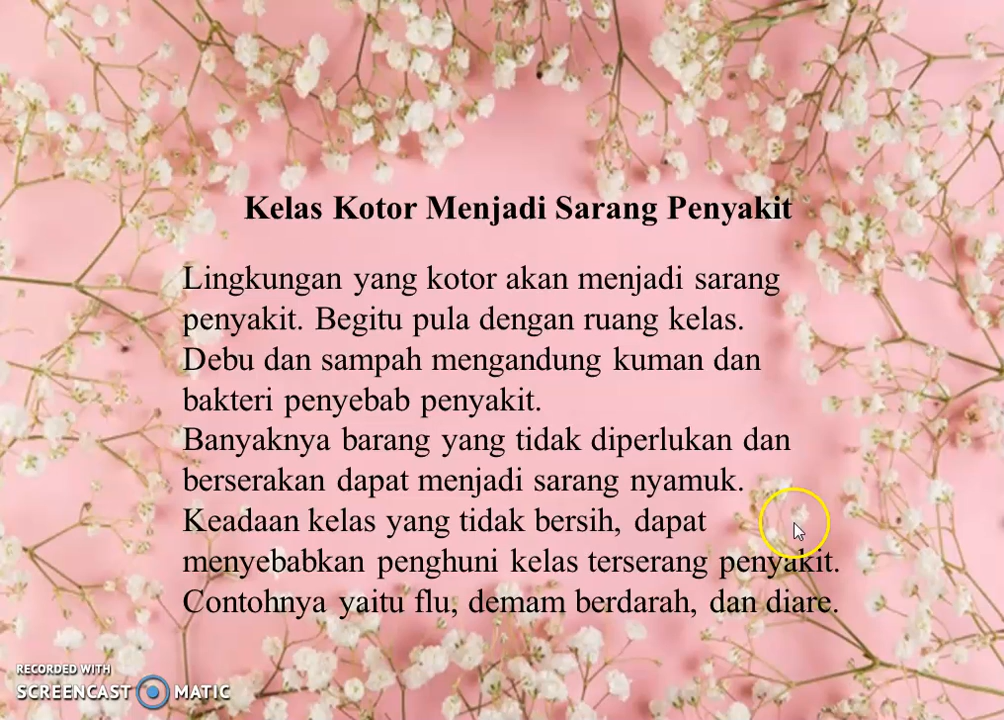 Kelas Kotor Menjadi Sarang Penyakit
Lingkungan yang kotor akan menjadi sarang
penyakit. Begitu pula dengan ruang kelas.
Debu dan sampah mengandung kuman dan
bakteri penyebab penyakit.
Banyaknya barang yang tidak diperlukan dan
berserakan dapat menjadi sarang nyamuk.
Keadaan kelas yang tidak bersih, dapat
menyebabkan penghuni kelas terserang penyakit.
Contohnya yaitu flu, demam berdarah, dan diare.
RECORDED WITH
SCREENCAST MATIC